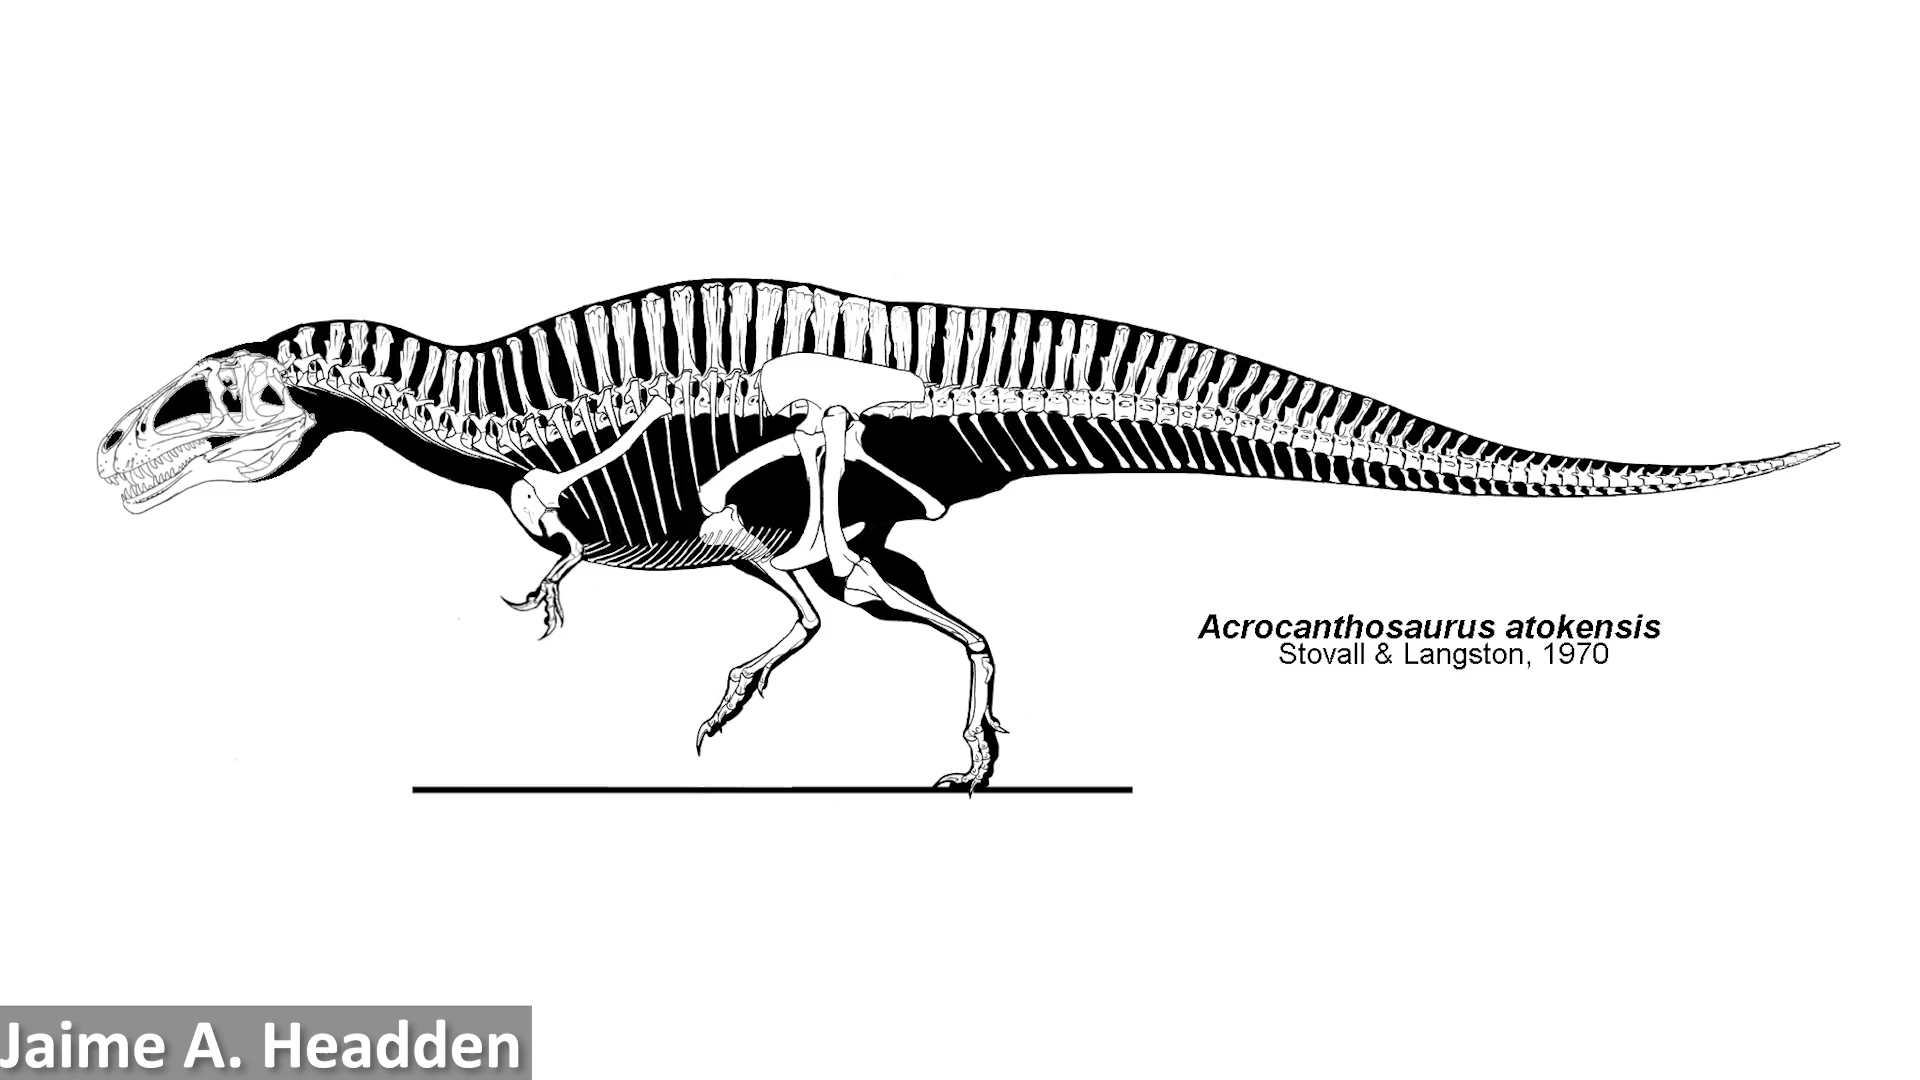 Acrocanthosaurus atokensis
Stovall & Langston, 1970
Jaime A. Headden